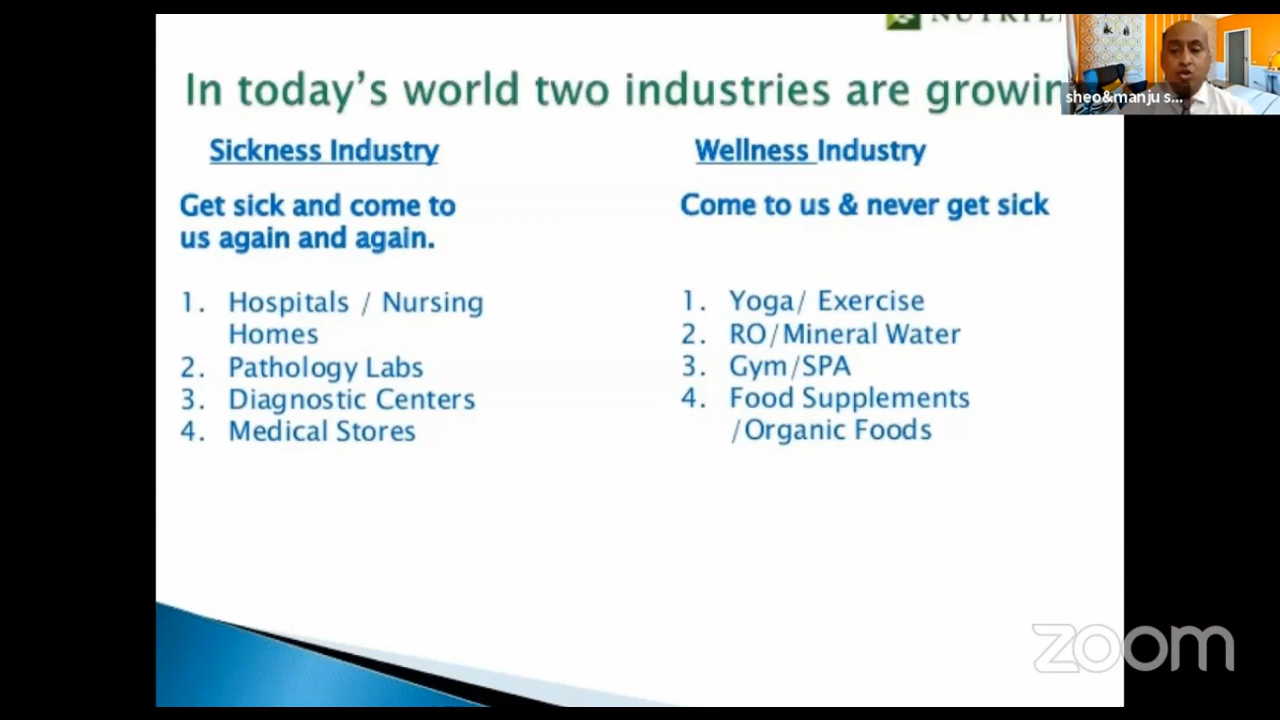 In today's world two industries are
sheo&manju s...
Sickness Industry
Wellness Industry
Get sick and come to
us again and again.
Come to us & never get sick
1. Hospitals / Nursing
Homes
2. Pathology Labs
3. Diagnostic Centers
4. Medical Stores
1. Yoga/ Exercise
2. RO/Mineral Water
3. Gym/SPA
4. Food Supplements
/Organic Foods
zoom